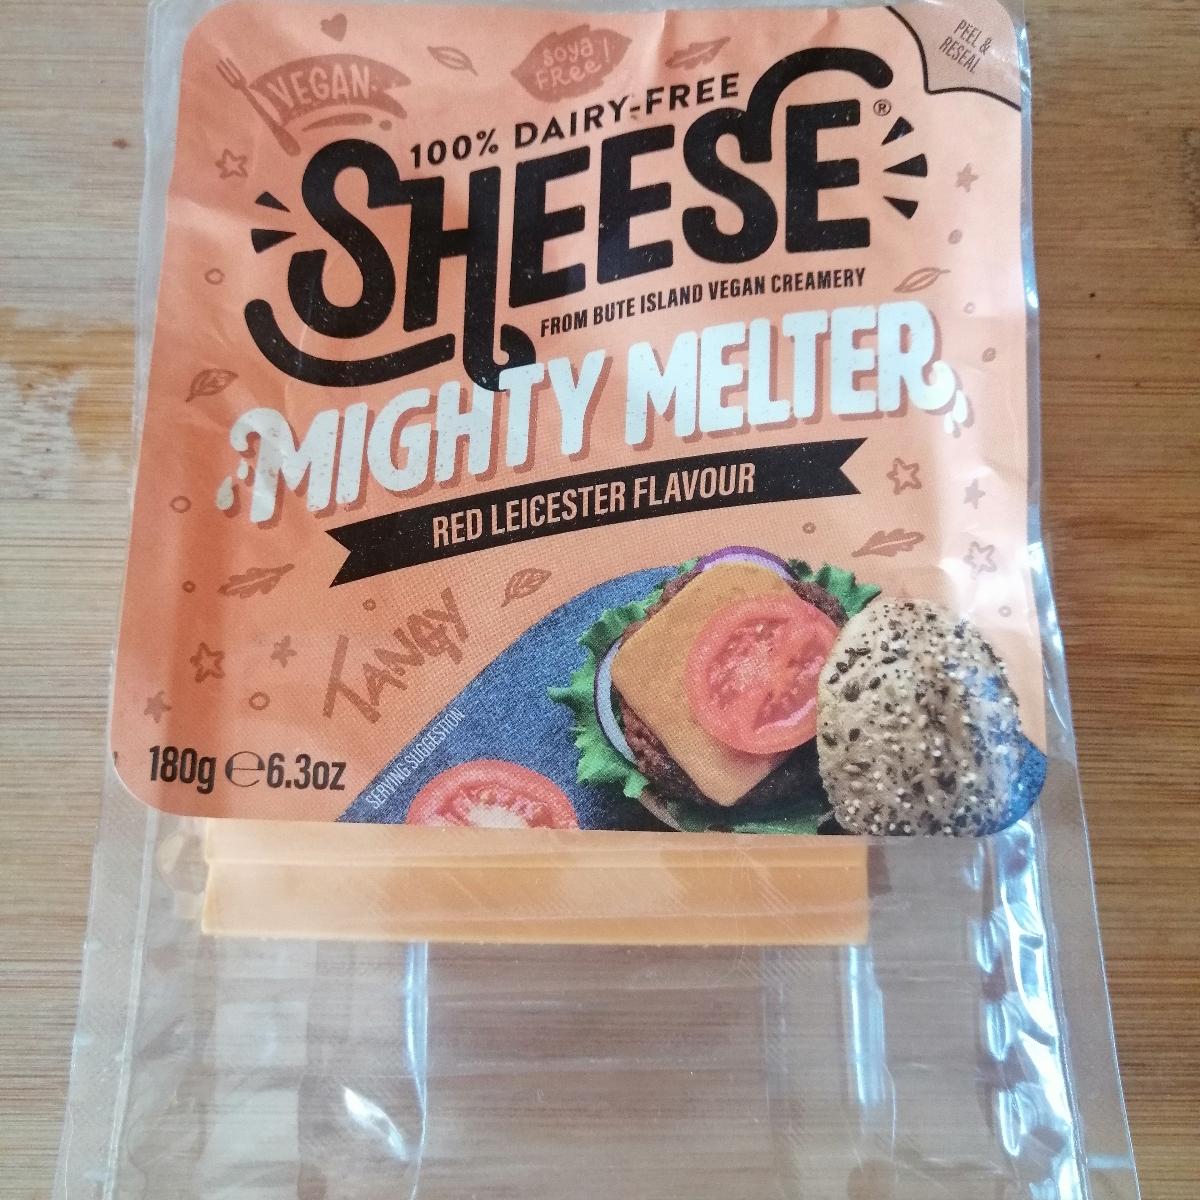 PEEL &
RESEAL
VEGAN
soya
FRee!
100% DAIRY-FREE
SHEESE®
FROM BUTE ISLAND VEGAN CREAMERY
MIGHTY MELTER
RED LEICESTER FLAVOUR
TANGY
SERVING SUGGESTION
180g ℮ 6.3oz